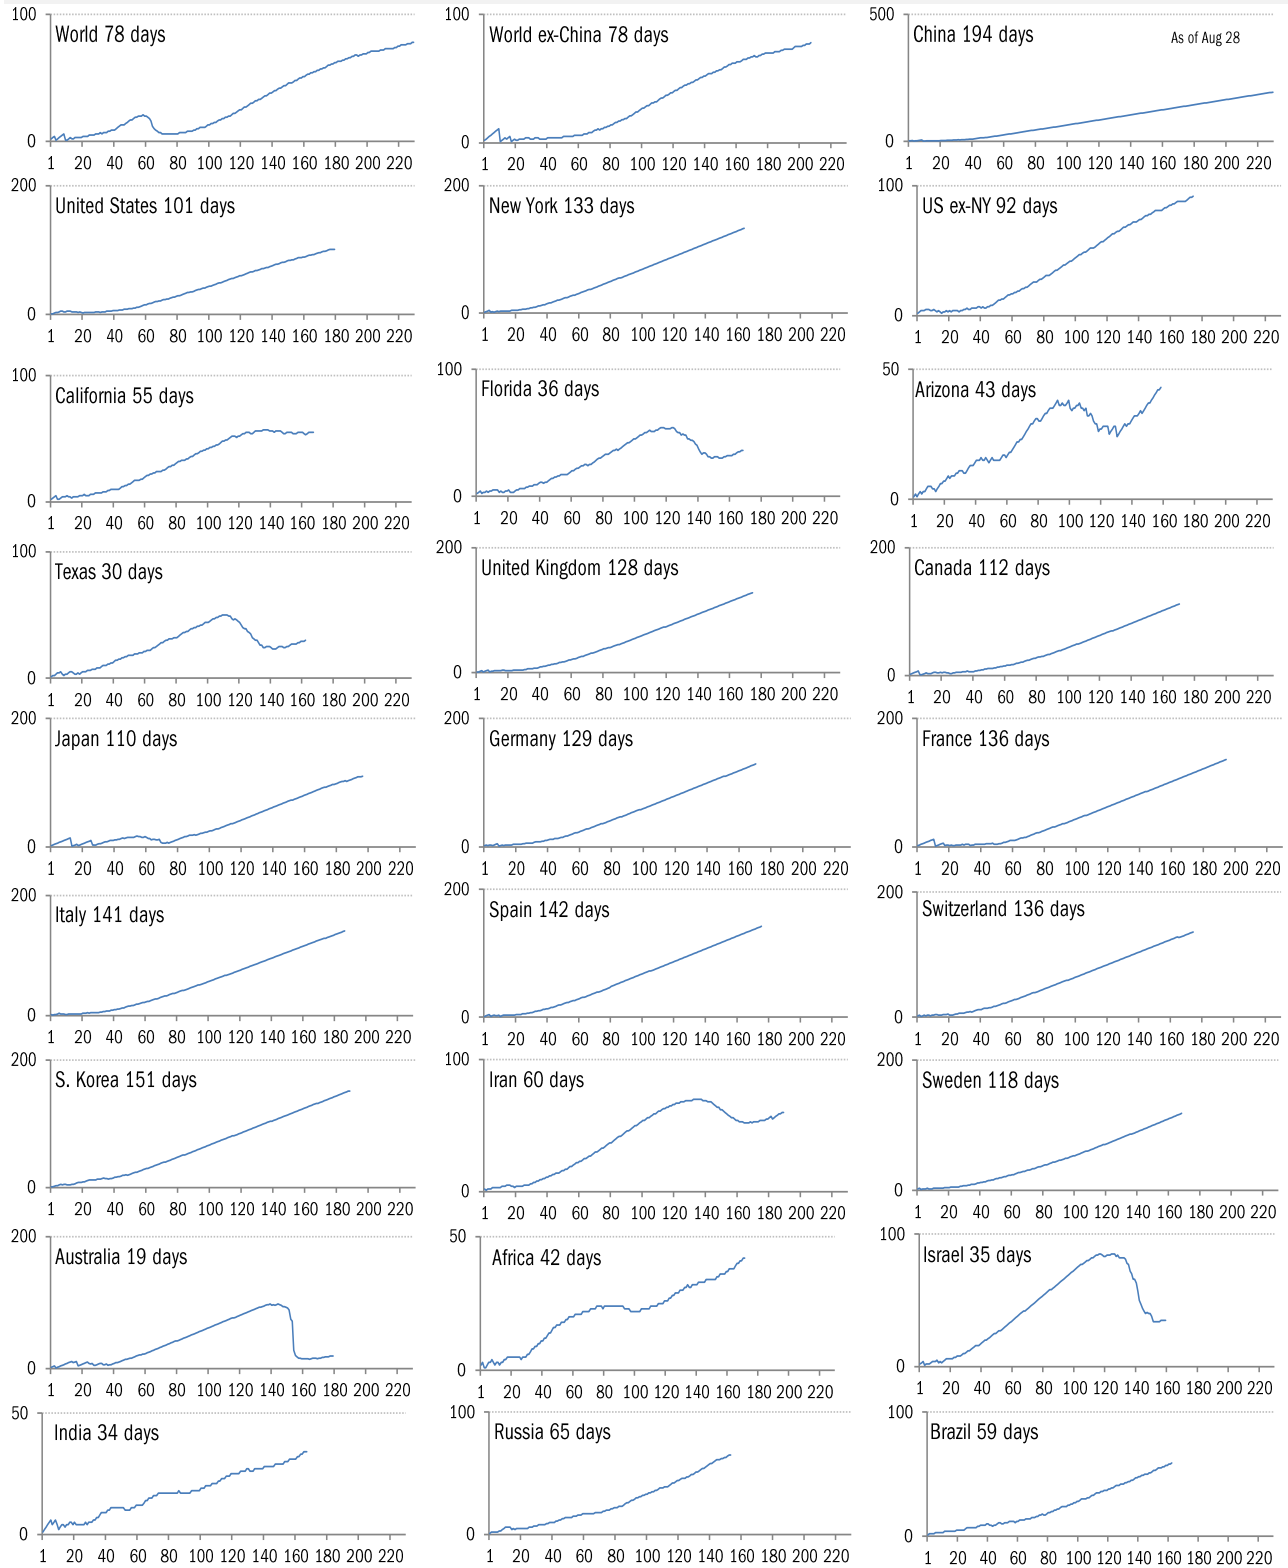 100
World 78 days
0
1 20 40 60 80 100 120 140 160 180 200 220
100
World ex-China 78 days
0
1 20 40 60 80 100 120 140 160 180 200 220
500
China 194 days
As of Aug 28
0
1 20 40 60 80 100 120 140 160 180 200 220
200
United States 101 days
0
1 20 40 60 80 100 120 140 160 180 200 220
200
New York 133 days
0
1 20 40 60 80 100 120 140 160 180 200 220
100
US ex-NY 92 days
0
1 20 40 60 80 100 120 140 160 180 200 220
100
California 55 days
0
1 20 40 60 80 100 120 140 160 180 200 220
100
Florida 36 days
0
1 20 40 60 80 100 120 140 160 180 200 220
50
Arizona 43 days
0
1 20 40 60 80 100 120 140 160 180 200 220
100
Texas 30 days
0
1 20 40 60 80 100 120 140 160 180 200 220
200
United Kingdom 128 days
0
1 20 40 60 80 100 120 140 160 180 200 220
200
Canada 112 days
0
1 20 40 60 80 100 120 140 160 180 200 220
200
Japan 110 days
0
1 20 40 60 80 100 120 140 160 180 200 220
200
Germany 129 days
0
1 20 40 60 80 100 120 140 160 180 200 220
200
France 136 days
0
1 20 40 60 80 100 120 140 160 180 200 220
200
Italy 141 days
0
1 20 40 60 80 100 120 140 160 180 200 220
200
Spain 142 days
0
1 20 40 60 80 100 120 140 160 180 200 220
200
Switzerland 136 days
0
1 20 40 60 80 100 120 140 160 180 200 220
200
S. Korea 151 days
0
1 20 40 60 80 100 120 140 160 180 200 220
100
Iran 60 days
0
1 20 40 60 80 100 120 140 160 180 200 220
200
Sweden 118 days
0
1 20 40 60 80 100 120 140 160 180 200 220
200
Australia 19 days
0
1 20 40 60 80 100 120 140 160 180 200 220
50
Africa 42 days
0
1 20 40 60 80 100 120 140 160 180 200 220
100
Israel 35 days
0
1 20 40 60 80 100 120 140 160 180 200 220
50
India 34 days
0
1 20 40 60 80 100 120 140 160 180 200 220
100
Russia 65 days
0
1 20 40 60 80 100 120 140 160 180 200 220
100
Brazil 59 days
0
1 20 40 60 80 100 120 140 160 180 200 220